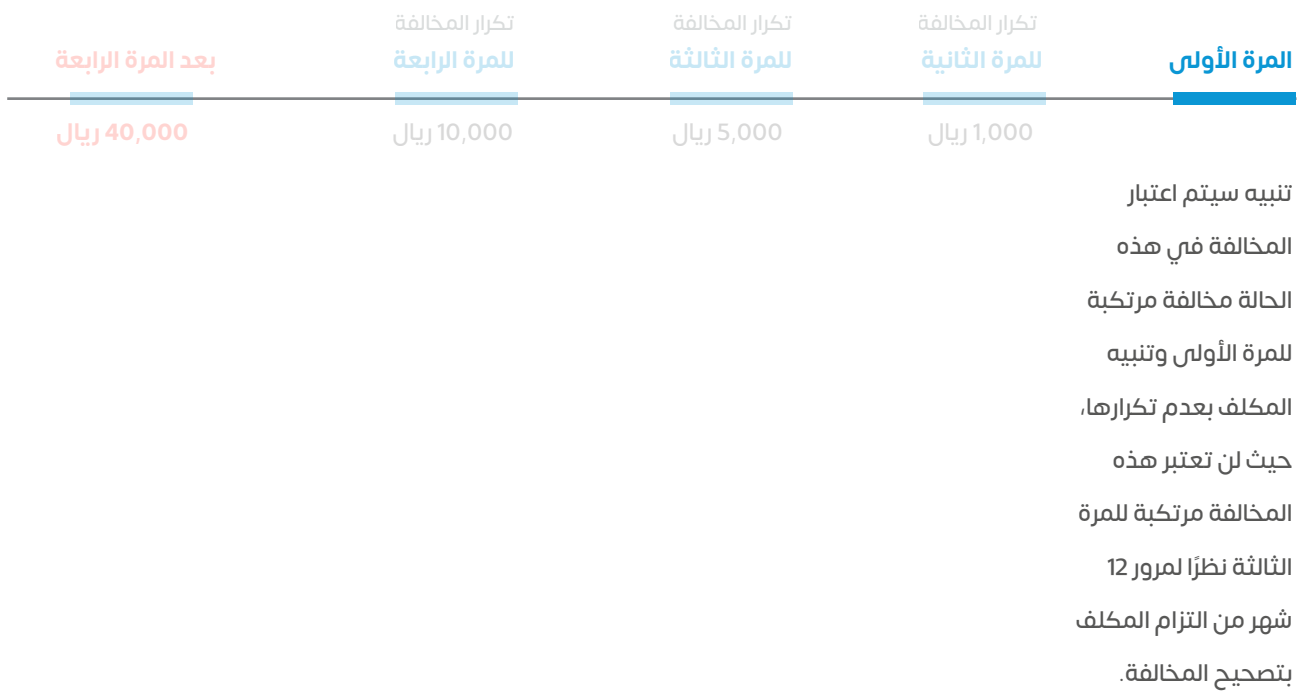 المرة الأولى
تكرار المخالفة
للمرة الثانية
1,000 ريال
تكرار المخالفة
للمرة الثالثة
5,000 ريال
تكرار المخالفة
للمرة الرابعة
10,000 ريال
بعد المرة الرابعة
40,000 ريال
تنبيه سيتم اعتبار
المخالفة في هذه
الحالة مخالفة مرتكبة
للمرة الأولى وتنبيه
المكلف بعدم تكرارها،
حيث لن تعتبر هذه
المخالفة مرتكبة للمرة
الثالثة نظرًا لمرور 12
شهر من التزام المكلف
بتصحيح المخالفة.